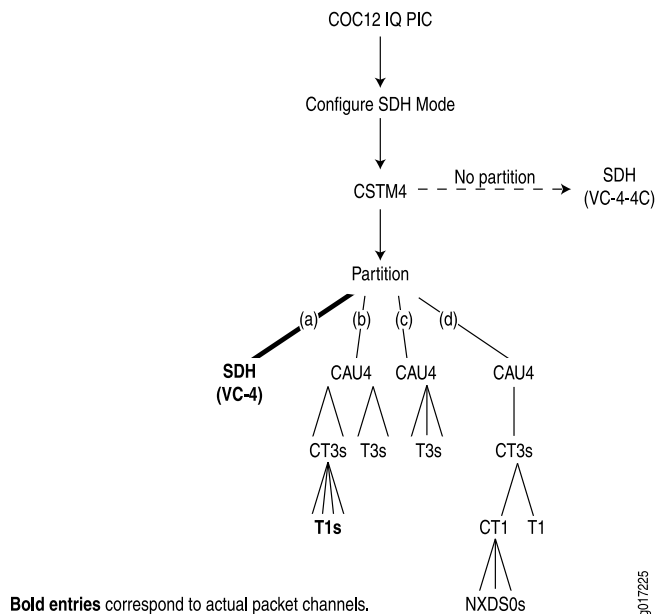 COC12 IQ PIC
Configure SDH Mode
CSTM4
No partition
SDH
(VC-4-4C)
Partition
(a)
(b)
(c)
(d)
SDH
(VC-4)
CAU4
CAU4
CAU4
CT3s
T3s
T3s
CT3s
T1s
CT1
T1
NXDS0s
Bold entries correspond to actual packet channels.
g017225